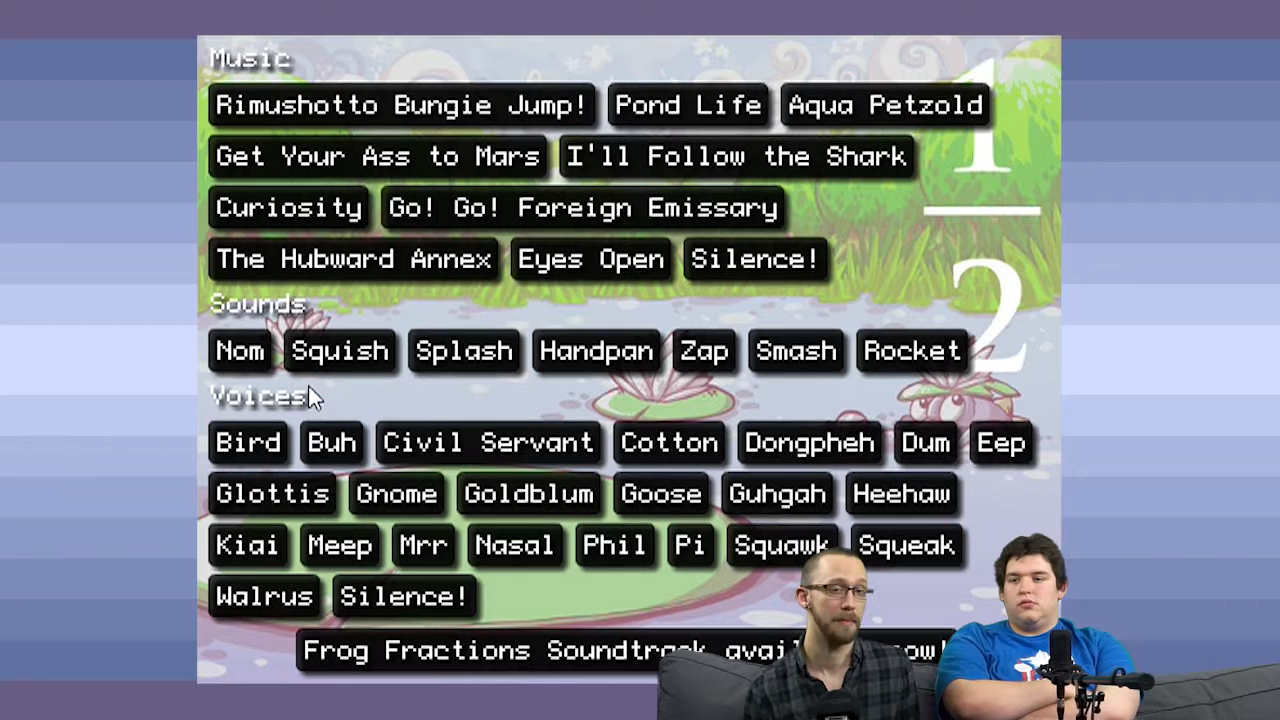 Music
Rimushotto Bungie Jump! Pond Life Aqua Petzold
Get Your Ass to Mars I'll Follow the Shark
Curiosity Go! Go! Foreign Emissary
The Hubward Annex Eyes Open Silence!
1
2
Sounds
Nom Squish Splash Handpan Zap Smash Rocket
Voices
Bird Buh Civil Servant Cotton Dongpheh Dum Eep
Glottis Gnome Goldblum Goose Guhgah Heehaw
Kiai Meep Mrr Nasal Phil Pi Squawk Squeak
Walrus Silence!
Frog Fractions Soundtrack